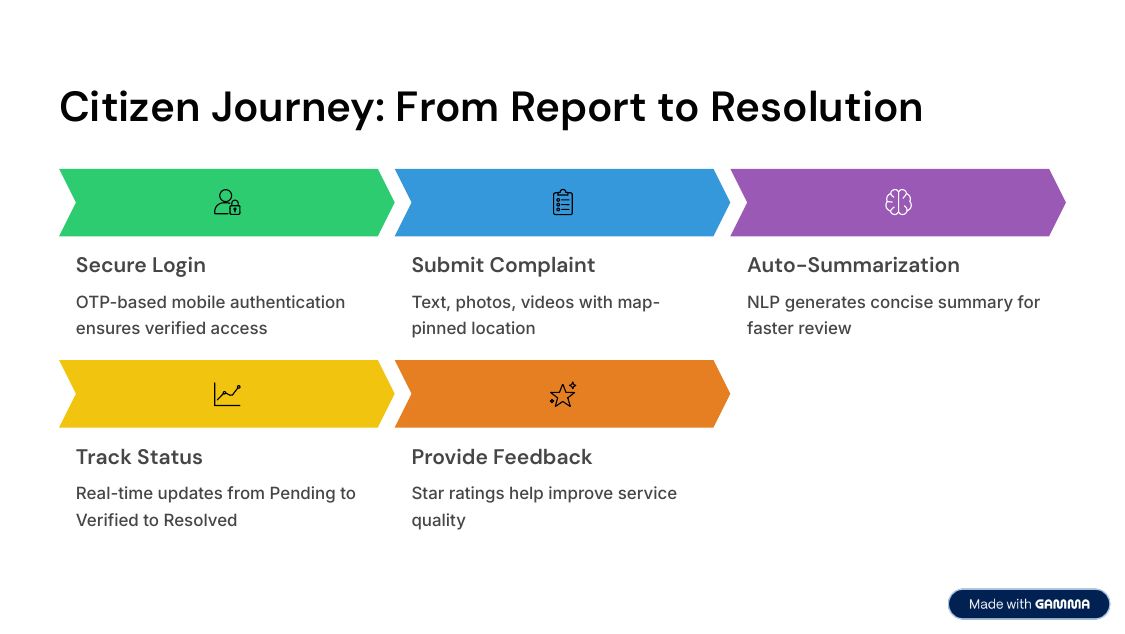 Citizen Journey: From Report to Resolution
Secure Login
OTP-based mobile authentication
ensures verified access
Submit Complaint
Text, photos, videos with map-
pinned location
Auto-Summarization
NLP generates concise summary for
faster review
Track Status
Real-time updates from Pending to
Verified to Resolved
Provide Feedback
Star ratings help improve service
quality
Made with GAMMA